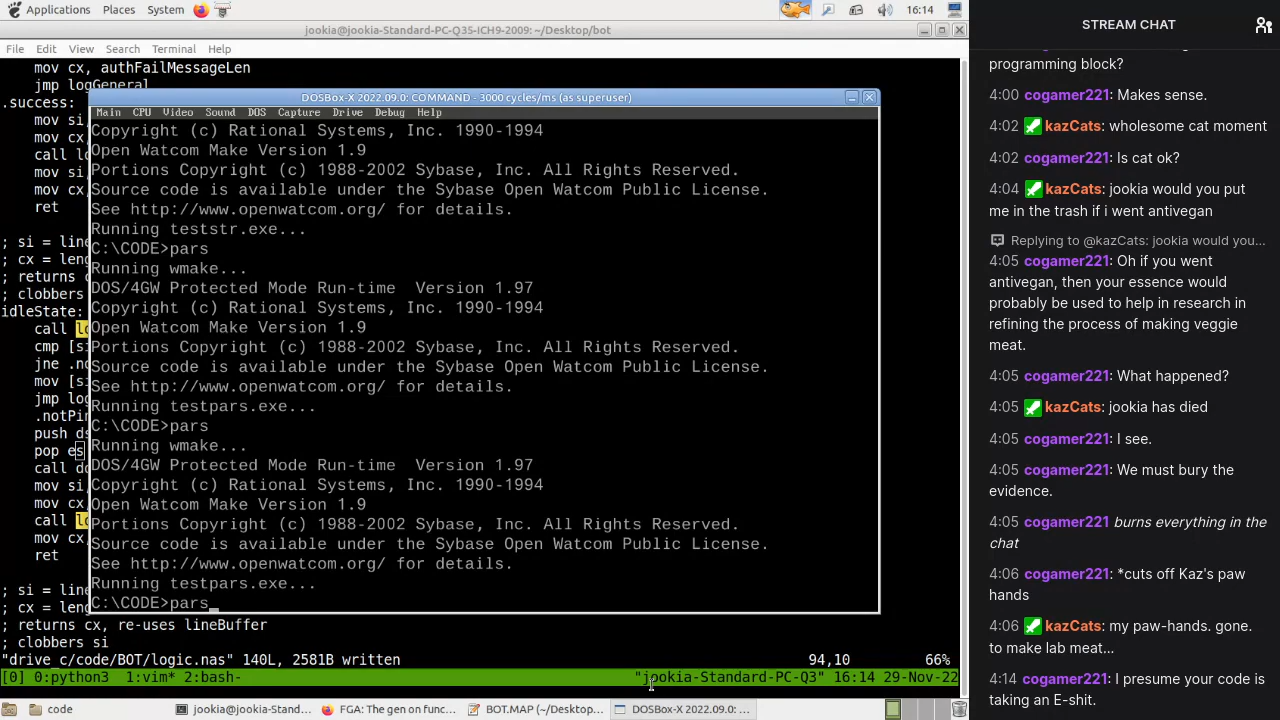 Applications Places System 16:14
jookia@jookia-Standard-PC-Q35-ICH9-2009: ~/Desktop/bot
File Edit View Search Terminal Help
mov cx, authFailMessageLen
jmp logGeneral
.success:
mov si,
mov cx,
call lo
mov si,
mov cx,
ret
; si = line
; cx = leng
; returns c
; clobbers
idleState:
call lo
cmp [si
jne .no
mov [si
jmp log
.notPin
push ds
pop es
call do
mov si,
mov cx,
call lo
mov cx,
ret
; si = line
; cx = leng
; returns cx, re-uses lineBuffer
; clobbers si
"drive_c/code/BOT/logic.nas" 140L, 2581B written 94,10 66%
[0] 0:python3 1:vim* 2:bash- "jookia-Standard-PC-Q3" 16:14 29-Nov-22
DOSBox-X 2022.09.0: COMMAND - 3000 cycles/ms (as superuser)
Main CPU Video Sound DOS Capture Drive Debug Help
Copyright (c) Rational Systems, Inc. 1990-1994
Open Watcom Make Version 1.9
Portions Copyright (c) 1988-2002 Sybase, Inc. All Rights Reserved.
Source code is available under the Sybase Open Watcom Public License.
See http://www.openwatcom.org/ for details.
Running teststr.exe...
C:\CODE>pars
Running wmake...
DOS/4GW Protected Mode Run-time Version 1.97
Copyright (c) Rational Systems, Inc. 1990-1994
Open Watcom Make Version 1.9
Portions Copyright (c) 1988-2002 Sybase, Inc. All Rights Reserved.
Source code is available under the Sybase Open Watcom Public License.
See http://www.openwatcom.org/ for details.
Running testpars.exe...
C:\CODE>pars
Running wmake...
DOS/4GW Protected Mode Run-time Version 1.97
Copyright (c) Rational Systems, Inc. 1990-1994
Open Watcom Make Version 1.9
Portions Copyright (c) 1988-2002 Sybase, Inc. All Rights Reserved.
Source code is available under the Sybase Open Watcom Public License.
See http://www.openwatcom.org/ for details.
Running testpars.exe...
C:\CODE>pars_
code jookia@jookia-Stand... FGA: The gen on func... BOT.MAP (~/Desktop... DOSBox-X 2022.09.0: ...
STREAM CHAT
programming block?
4:00 cogamer221: Makes sense.
4:02 kazCats: wholesome cat moment
4:02 cogamer221: Is cat ok?
4:04 kazCats: jookia would you put
me in the trash if i went antivegan
Replying to @kazCats: jookia would you...
4:05 cogamer221: Oh if you went
antivegan, then your essence would
probably be used to help in research in
refining the process of making veggie
meat.
4:05 cogamer221: What happened?
4:05 kazCats: jookia has died
4:05 cogamer221: I see.
4:05 cogamer221: We must bury the
evidence.
4:05 cogamer221 burns everything in the
chat
4:06 cogamer221: *cuts off Kaz's paw
hands
4:06 kazCats: my paw-hands. gone.
to make lab meat...
4:14 cogamer221: I presume your code is
taking an E-shit.